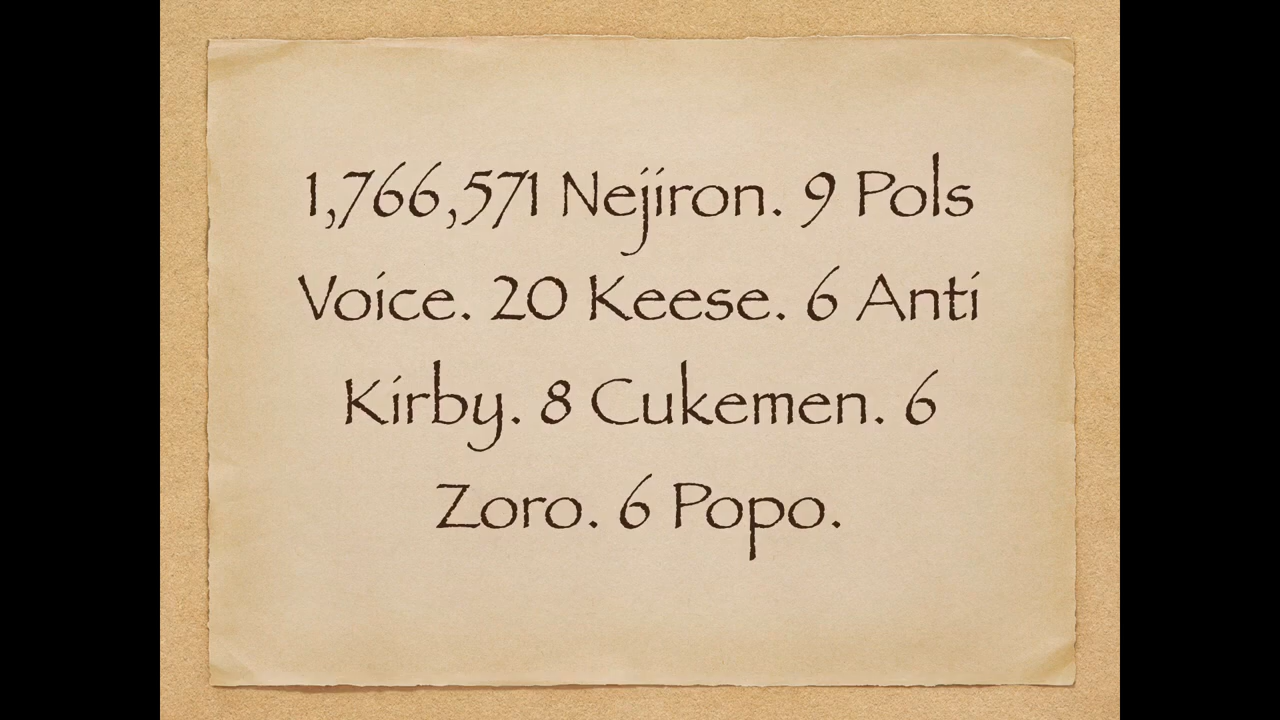 1,766,571 Nejiron. 9 Pols
Voice. 20 Keese. 6 Anti
Kirby. 8 Cukemen. 6
Zoro. 6 Popo.